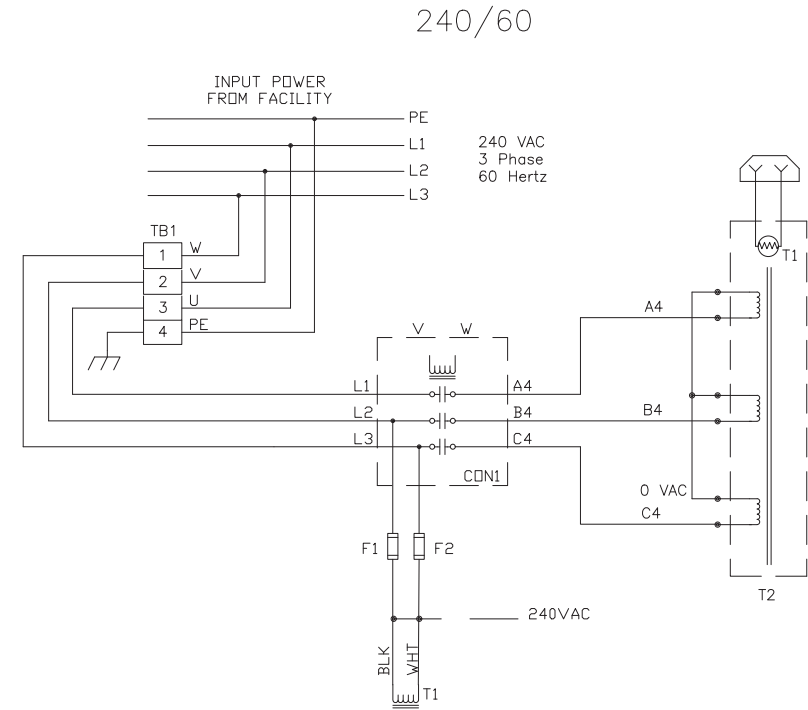 240/60
INPUT POWER
FROM FACILITY
PE
L1
L2
L3
240 VAC
3 Phase
60 Hertz
TB1
1 W
2 V
3 U
4 PE
T1
V W
A4
L1 A4
L2 B4 B4
L3 C4
CON1
0 VAC
C4
F1 F2
T2
240VAC
BLK
WHT
T1